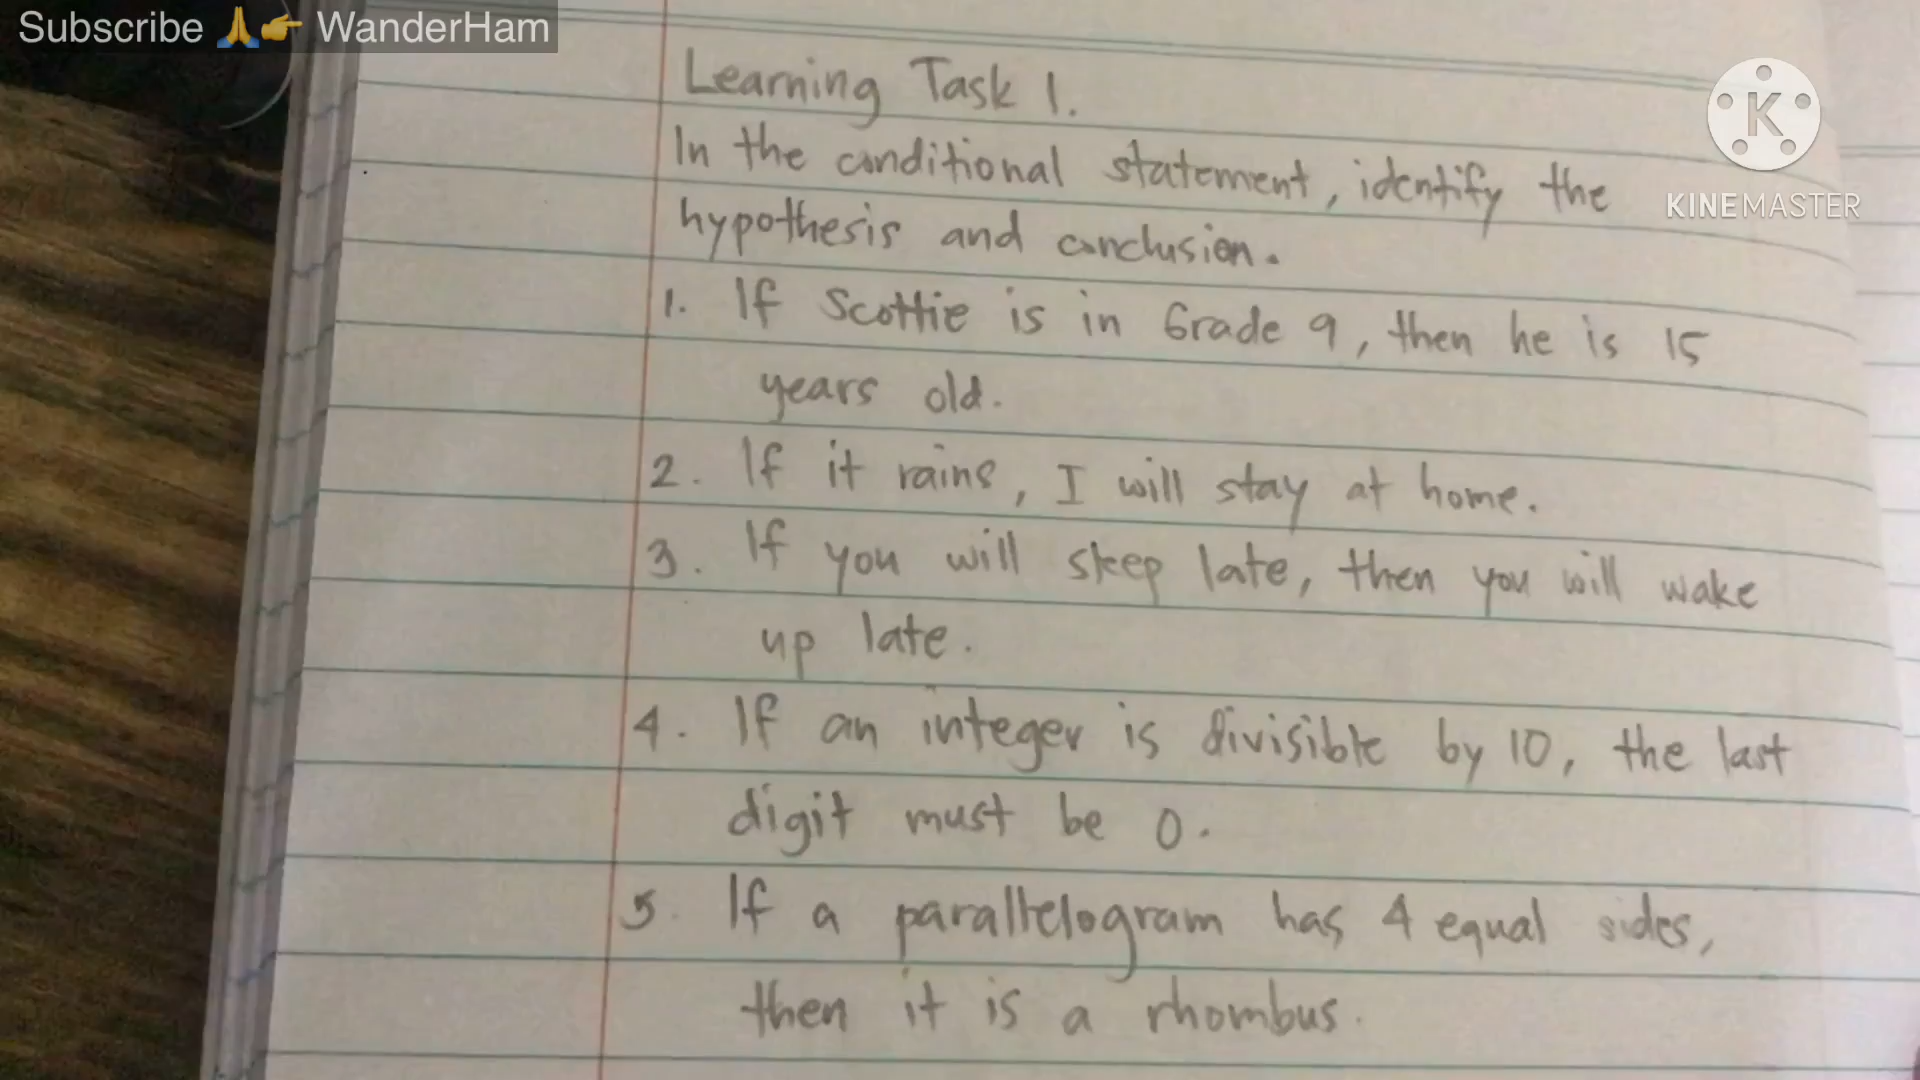 Subscribe 🙏👉 WanderHam
Learning Task 1.
In the conditional statement, identify the
hypothesis and conclusion.
1. If Scottie is in Grade 9, then he is 15
years old.
2. If it rains, I will stay at home.
3. If you will sleep late, then you will wake
up late.
4. If an integer is divisible by 10, the last
digit must be 0.
5. If a parallelogram has 4 equal sides,
then it is a rhombus.
K
KINEMASTER